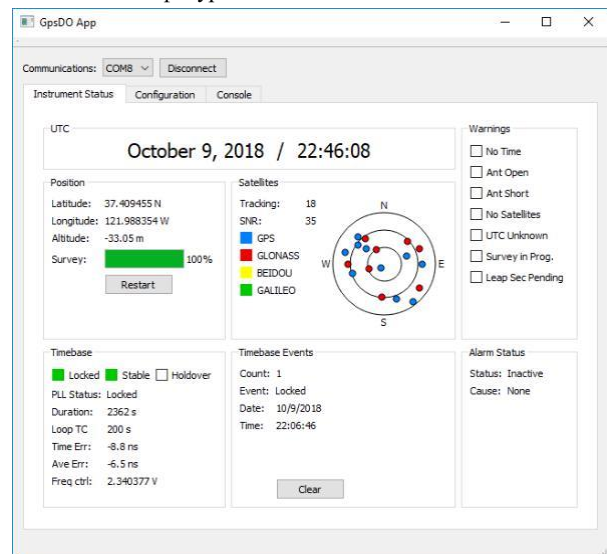 GpsDO App
Communications: COM8 Disconnect
Instrument Status Configuration Console
UTC
October 9, 2018 / 22:46:08
Position
Latitude: 37.409455 N
Longitude: 121.988354 W
Altitude: -33.05 m
Survey: 100%
Restart
Satellites
Tracking: 18
SNR: 35
GPS
GLONASS
BEIDOU
GALILEO
N
W E
S
Warnings
No Time
Ant Open
Ant Short
No Satellites
UTC Unknown
Survey in Prog.
Leap Sec Pending
Timebase
Locked Stable Holdover
PLL Status: Locked
Duration: 2362 s
Loop TC 200 s
Time Err: -8.8 ns
Ave Err: -6.5 ns
Freq ctrl: 2.340377 V
Timebase Events
Count: 1
Event: Locked
Date: 10/9/2018
Time: 22:06:46
Clear
Alarm Status
Status: Inactive
Cause: None